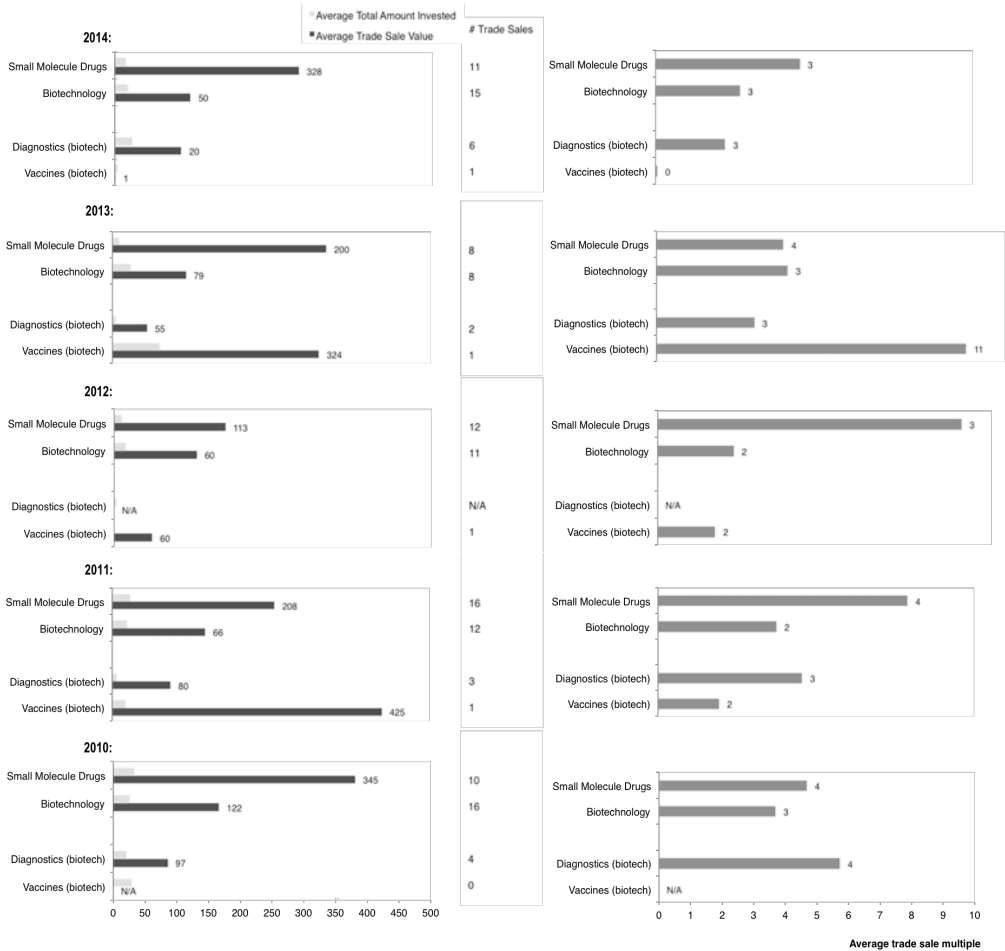 Average Total Amount Invested
Average Trade Sale Value
# Trade Sales
2014:
Small Molecule Drugs 328 11 Small Molecule Drugs 3
Biotechnology 50 15 Biotechnology 3
Diagnostics (biotech) 20 6 Diagnostics (biotech) 3
Vaccines (biotech) 1 1 Vaccines (biotech) 0
2013:
Small Molecule Drugs 200 8 Small Molecule Drugs 4
Biotechnology 79 8 Biotechnology 3
Diagnostics (biotech) 55 2 Diagnostics (biotech) 3
Vaccines (biotech) 324 1 Vaccines (biotech) 11
2012:
Small Molecule Drugs 113 12 Small Molecule Drugs 3
Biotechnology 60 11 Biotechnology 2
Diagnostics (biotech) N/A N/A Diagnostics (biotech) N/A
Vaccines (biotech) 60 1 Vaccines (biotech) 2
2011:
Small Molecule Drugs 208 16 Small Molecule Drugs 4
Biotechnology 66 12 Biotechnology 2
Diagnostics (biotech) 80 3 Diagnostics (biotech) 3
Vaccines (biotech) 425 1 Vaccines (biotech) 2
2010:
Small Molecule Drugs 345 10 Small Molecule Drugs 4
Biotechnology 122 16 Biotechnology 3
Diagnostics (biotech) 97 4 Diagnostics (biotech) 4
Vaccines (biotech) N/A 0 Vaccines (biotech) N/A
0 50 100 150 200 250 300 350 400 450 500 0 1 2 3 4 5 6 7 8 9 10
Average trade sale multiple